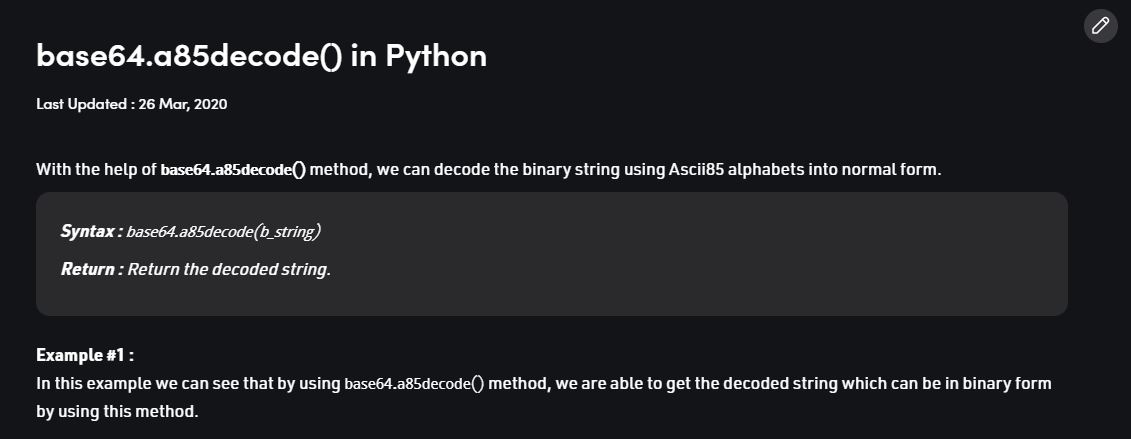 base64.a85decode() in Python
Last Updated : 26 Mar, 2020
With the help of base64.a85decode() method, we can decode the binary string using Ascii85 alphabets into normal form.
Syntax : base64.a85decode(b_string)
Return : Return the decoded string.
Example #1 :
In this example we can see that by using base64.a85decode() method, we are able to get the decoded string which can be in binary form
by using this method.